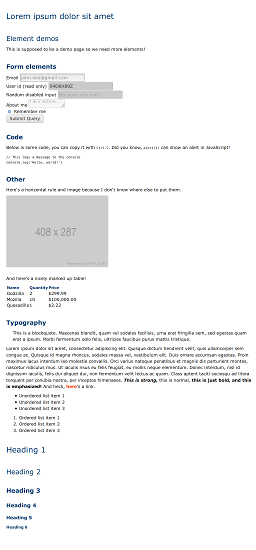 Lorem ipsum dolor sit amet
Element demos
This is supposed to be a demo page so we need more elements!
Form elements
Email john.doe@gmail.com
User id (read only) 04D6H89Z
Random disabled input Because why not?
About me I am a textarea...
Remember me
Submit Query
Code
Below is some code, you can copy it with Ctrl-C. Did you know, alert(1) can show an alert in JavaScript!
// This logs a message to the console
console.log('Hello, world!')
Other
Here's a horizontal rule and image because I don't know where else to put them.
408 x 287
And here's a nicely marked up table!
Name Quantity Price
Godzilla 2 $299.99
Mozilla 10 $100,000.00
Quesadilla 1 $2.22
Typography
This is a blockquote. Maecenas blandit, quam vel sodales facilisis, urna erat fringilla sem, sed egestas quam
erat a ipsum. Morbi fermentum odio felis, ultricies faucibus purus mattis tristique.
Lorem ipsum dolor sit amet, consectetur adipiscing elit. Quisque dictum hendrerit velit, quis ullamcorper sem
congue ac. Quisque id magna rhoncus, sodales massa vel, vestibulum elit. Duis ornare accumsan egestas. Proin
maximus lacus interdum leo molestie convallis. Orci varius natoque penatibus et magnis dis parturient montes,
nascetur ridiculus mus. Ut iaculis risus eu felis feugiat, eu mollis neque elementum. Donec interdum, nisl id
dignissim iaculis, felis dui aliquet dui, non fermentum velit lectus ac quam. Class aptent taciti sociosqu ad litora
torquent per conubia nostra, per inceptos himenaeos. This is strong, this is normal, this is just bold, and this
is emphasized! And heck, here's a link.
Unordered list item 1
Unordered list item 2
Unordered list item 3
1. Ordered list item 1
2. Ordered list item 2
3. Ordered list item 3
Heading 1
Heading 2
Heading 3
Heading 4
Heading 5
Heading 6